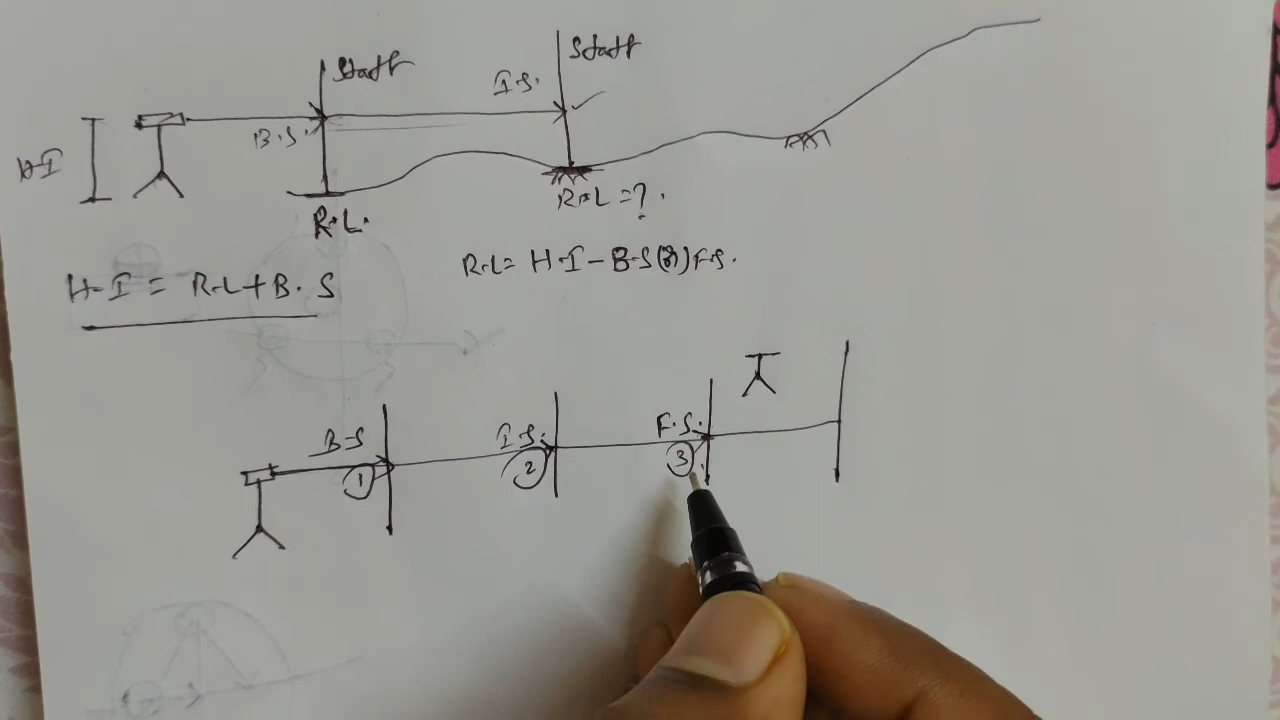 Staff
Staff
I.S.
B.S.
H.I
R.L.
R.L=?.
H.I = R.L+B.S
R.L= H.I-B.S(or)F.S.
B.S
I.S.
F.S.
1
2
3